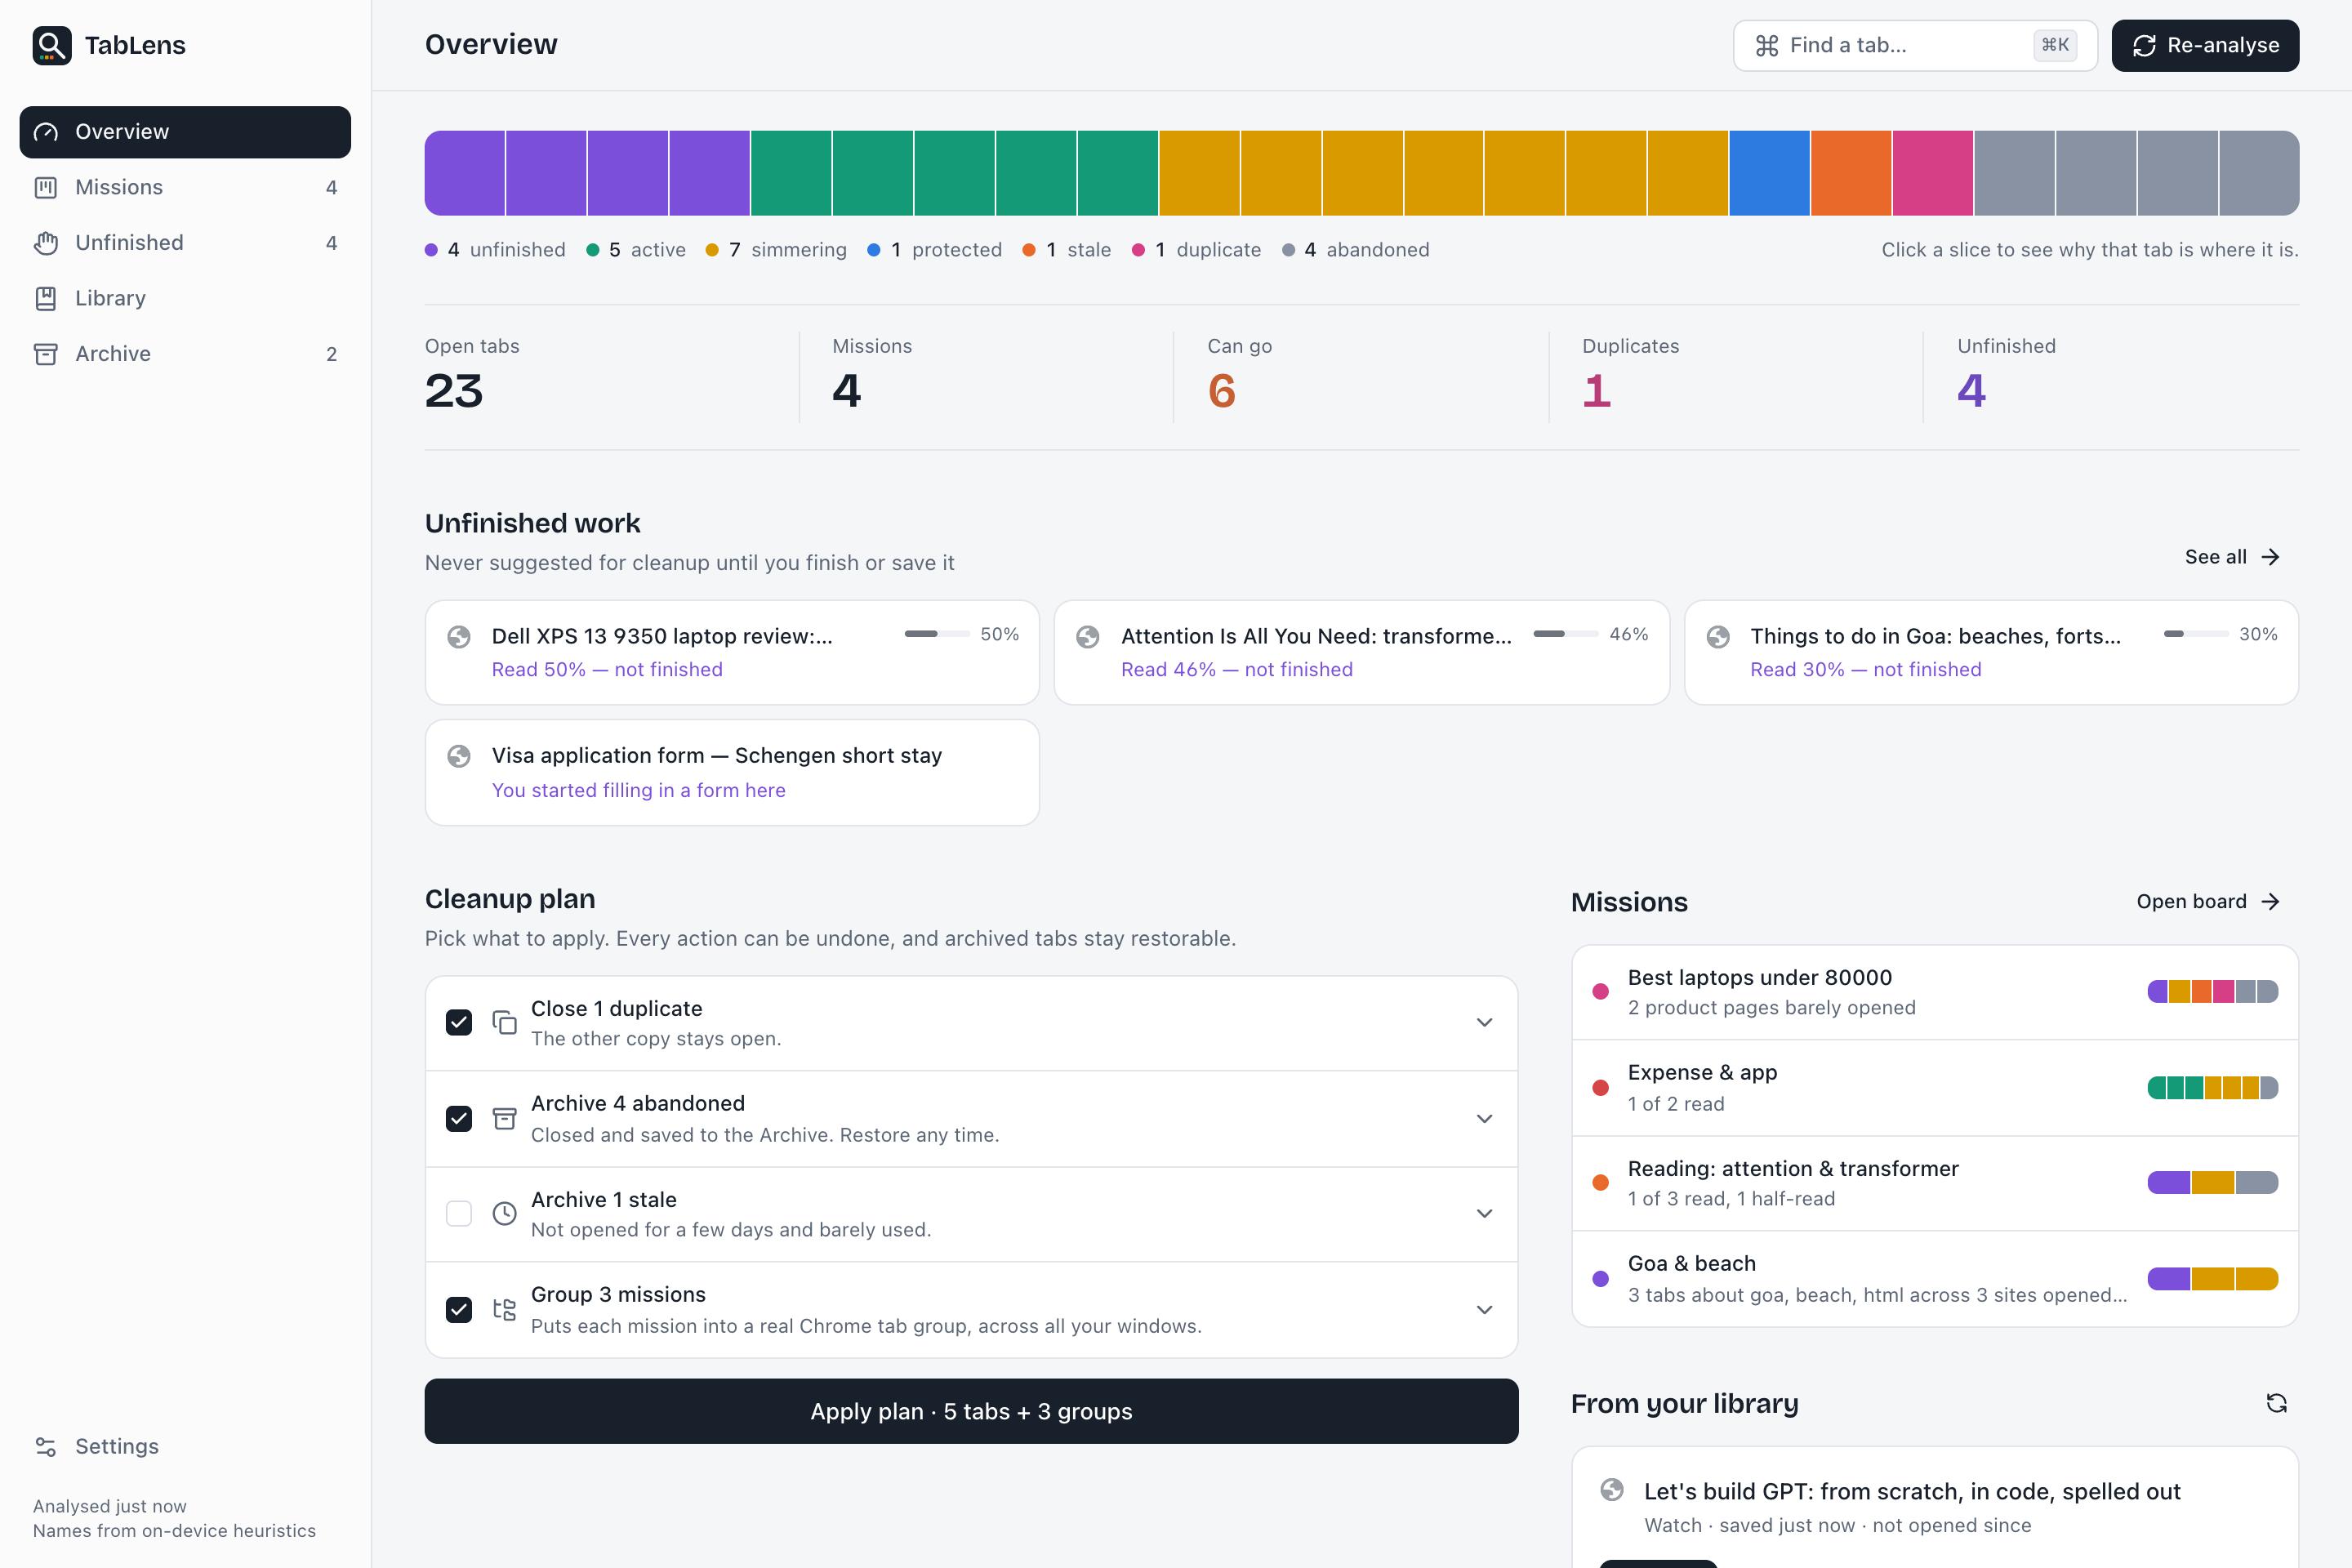 TabLens
Overview
Missions 4
Unfinished 4
Library
Archive 2
Settings
Analysed just now
Names from on-device heuristics
Overview
Find a tab... ⌘K
Re-analyse
4 unfinished 5 active 7 simmering 1 protected 1 stale 1 duplicate 4 abandoned
Click a slice to see why that tab is where it is.
Open tabs
23
Missions
4
Can go
6
Duplicates
1
Unfinished
4
Unfinished work
Never suggested for cleanup until you finish or save it
See all
Dell XPS 13 9350 laptop review:... 50%
Read 50% — not finished
Attention Is All You Need: transforme... 46%
Read 46% — not finished
Things to do in Goa: beaches, forts... 30%
Read 30% — not finished
Visa application form — Schengen short stay
You started filling in a form here
Cleanup plan
Pick what to apply. Every action can be undone, and archived tabs stay restorable.
Close 1 duplicate
The other copy stays open.
Archive 4 abandoned
Closed and saved to the Archive. Restore any time.
Archive 1 stale
Not opened for a few days and barely used.
Group 3 missions
Puts each mission into a real Chrome tab group, across all your windows.
Apply plan · 5 tabs + 3 groups
Missions
Open board
Best laptops under 80000
2 product pages barely opened
Expense & app
1 of 2 read
Reading: attention & transformer
1 of 3 read, 1 half-read
Goa & beach
3 tabs about goa, beach, html across 3 sites opened...
From your library
Let's build GPT: from scratch, in code, spelled out
Watch · saved just now · not opened since